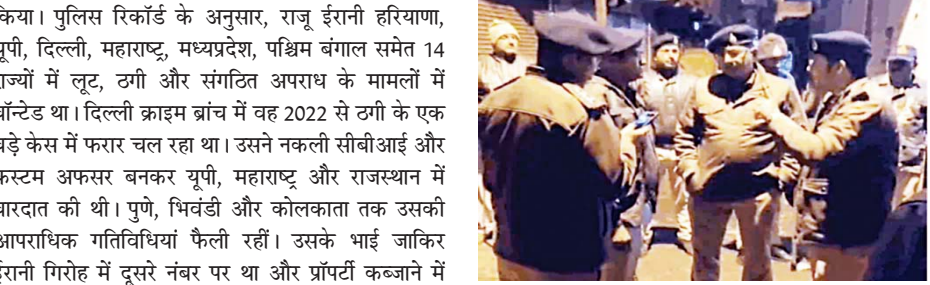 किया। पुलिस रिकॉर्ड के अनुसार, राजू ईरानी हरियाणा,
यूपी, दिल्ली, महाराष्ट्र, मध्यप्रदेश, पश्चिम बंगाल समेत 14
राज्यों में लूट, ठगी और संगठित अपराध के मामलों में
वॉन्टेड था। दिल्ली क्राइम ब्रांच में वह 2022 से ठगी के एक
बड़े केस में फरार चल रहा था। उसने नकली सीबीआई और
कस्टम अफसर बनकर यूपी, महाराष्ट्र और राजस्थान में
वारदात की थी। पुणे, भिवंडी और कोलकाता तक उसकी
आपराधिक गतिविधियां फैली रहीं। उसके भाई जाकिर
ईरानी गिरोह में दूसरे नंबर पर था और प्रॉपर्टी कब्जाने में